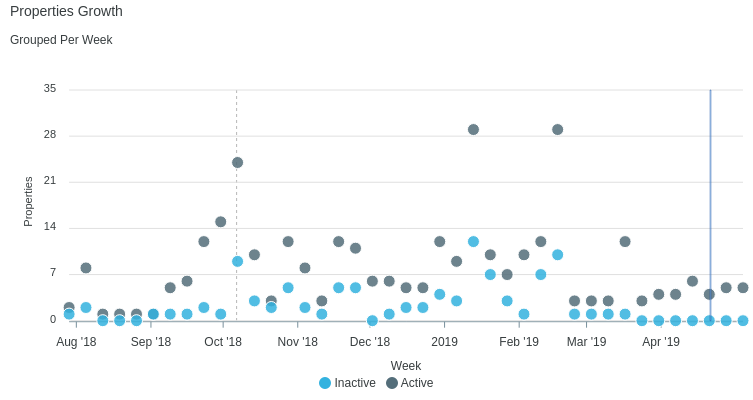 Properties Growth
Grouped Per Week
35
28
21
14
7
0
Properties
Aug '18 Sep '18 Oct '18 Nov '18 Dec '18 2019 Feb '19 Mar '19 Apr '19
Week
Inactive Active